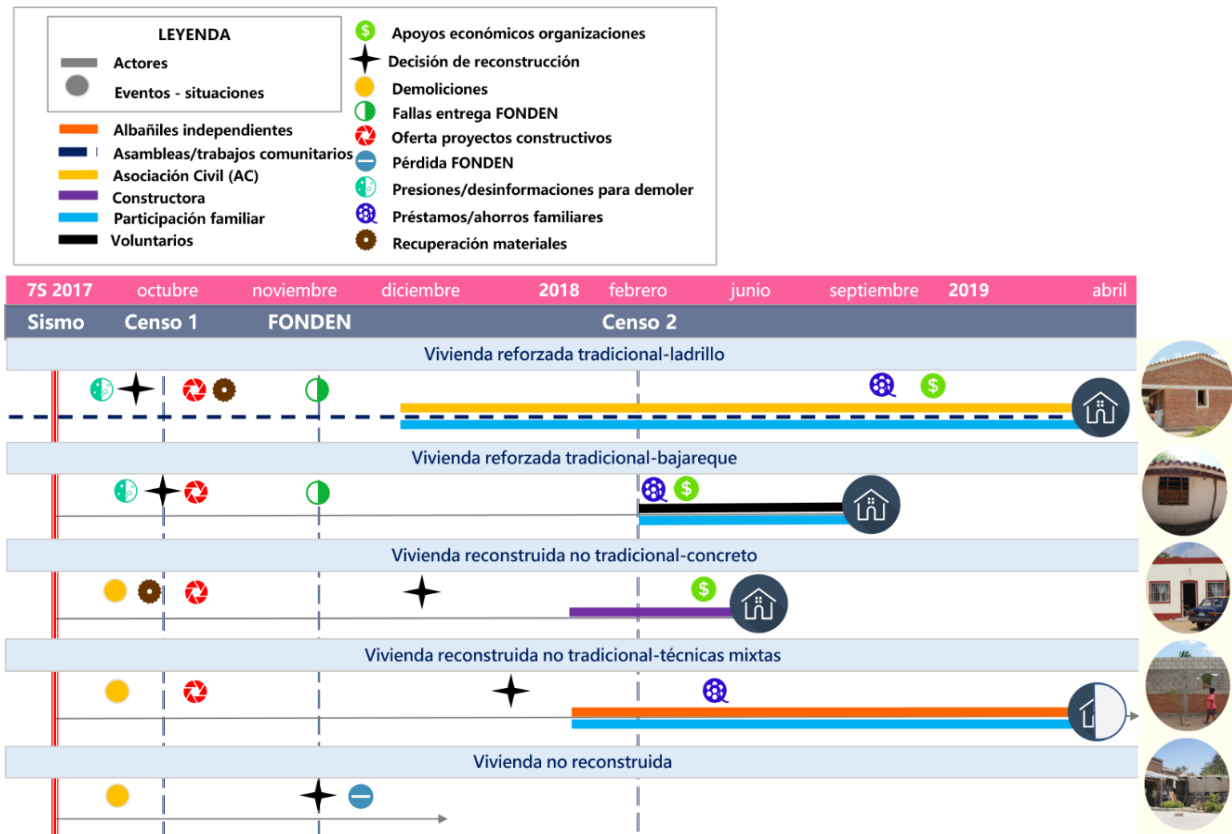 LEYENDA
Actores
Eventos - situaciones
Albañiles independientes
Asambleas/trabajos comunitarios
Asociación Civil (AC)
Constructora
Participación familiar
Voluntarios
$ Apoyos económicos organizaciones
Decisión de reconstrucción
Demoliciones
Fallas entrega FONDEN
Oferta proyectos constructivos
Pérdida FONDEN
Presiones/desinformaciones para demoler
Préstamos/ahorros familiares
Recuperación materiales
7S 2017 octubre noviembre diciembre 2018 febrero junio septiembre 2019 abril
Sismo Censo 1 FONDEN Censo 2
Vivienda reforzada tradicional-ladrillo
$
Vivienda reforzada tradicional-bajareque
$
Vivienda reconstruida no tradicional-concreto
$
Vivienda reconstruida no tradicional-técnicas mixtas
Vivienda no reconstruida